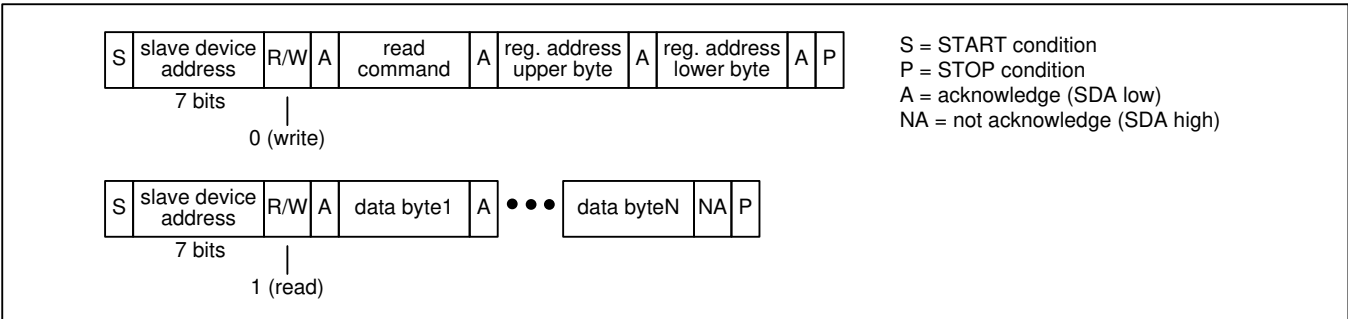 S slave device address R/W A read command A reg. address upper byte A reg. address lower byte A P
7 bits
0 (write)
S = START condition
P = STOP condition
A = acknowledge (SDA low)
NA = not acknowledge (SDA high)
S slave device address R/W A data byte1 A ••• data byteN NA P
7 bits
1 (read)